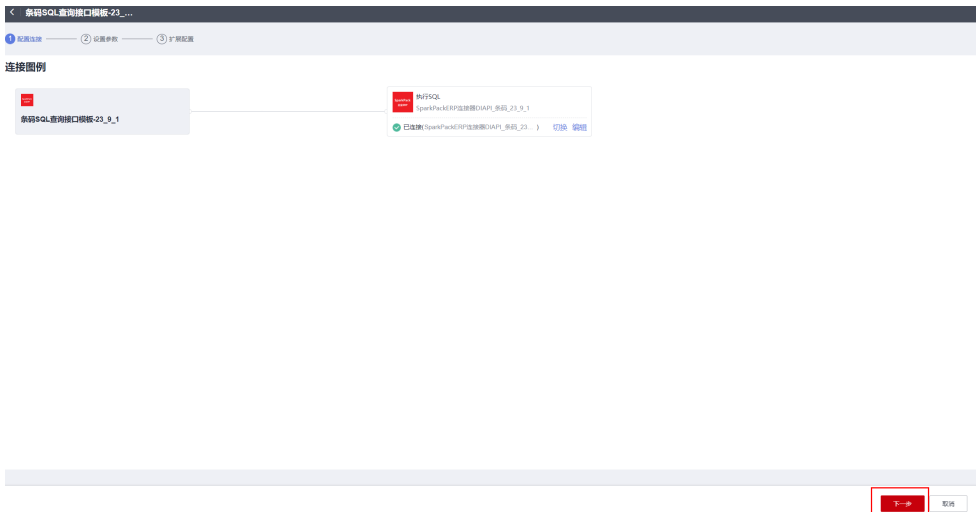 < 条码SQL查询接口模板-23_...
1 配置连接 2 设置参数 3 扩展配置
连接图例
执行SQL
SparkPackERP连接器DIAPI_条码_23_9_1
条码SQL查询接口模板-23_9_1
已连接(SparkPackERP连接器DIAPI_条码_23... ) 切换 编辑
下一步 取消